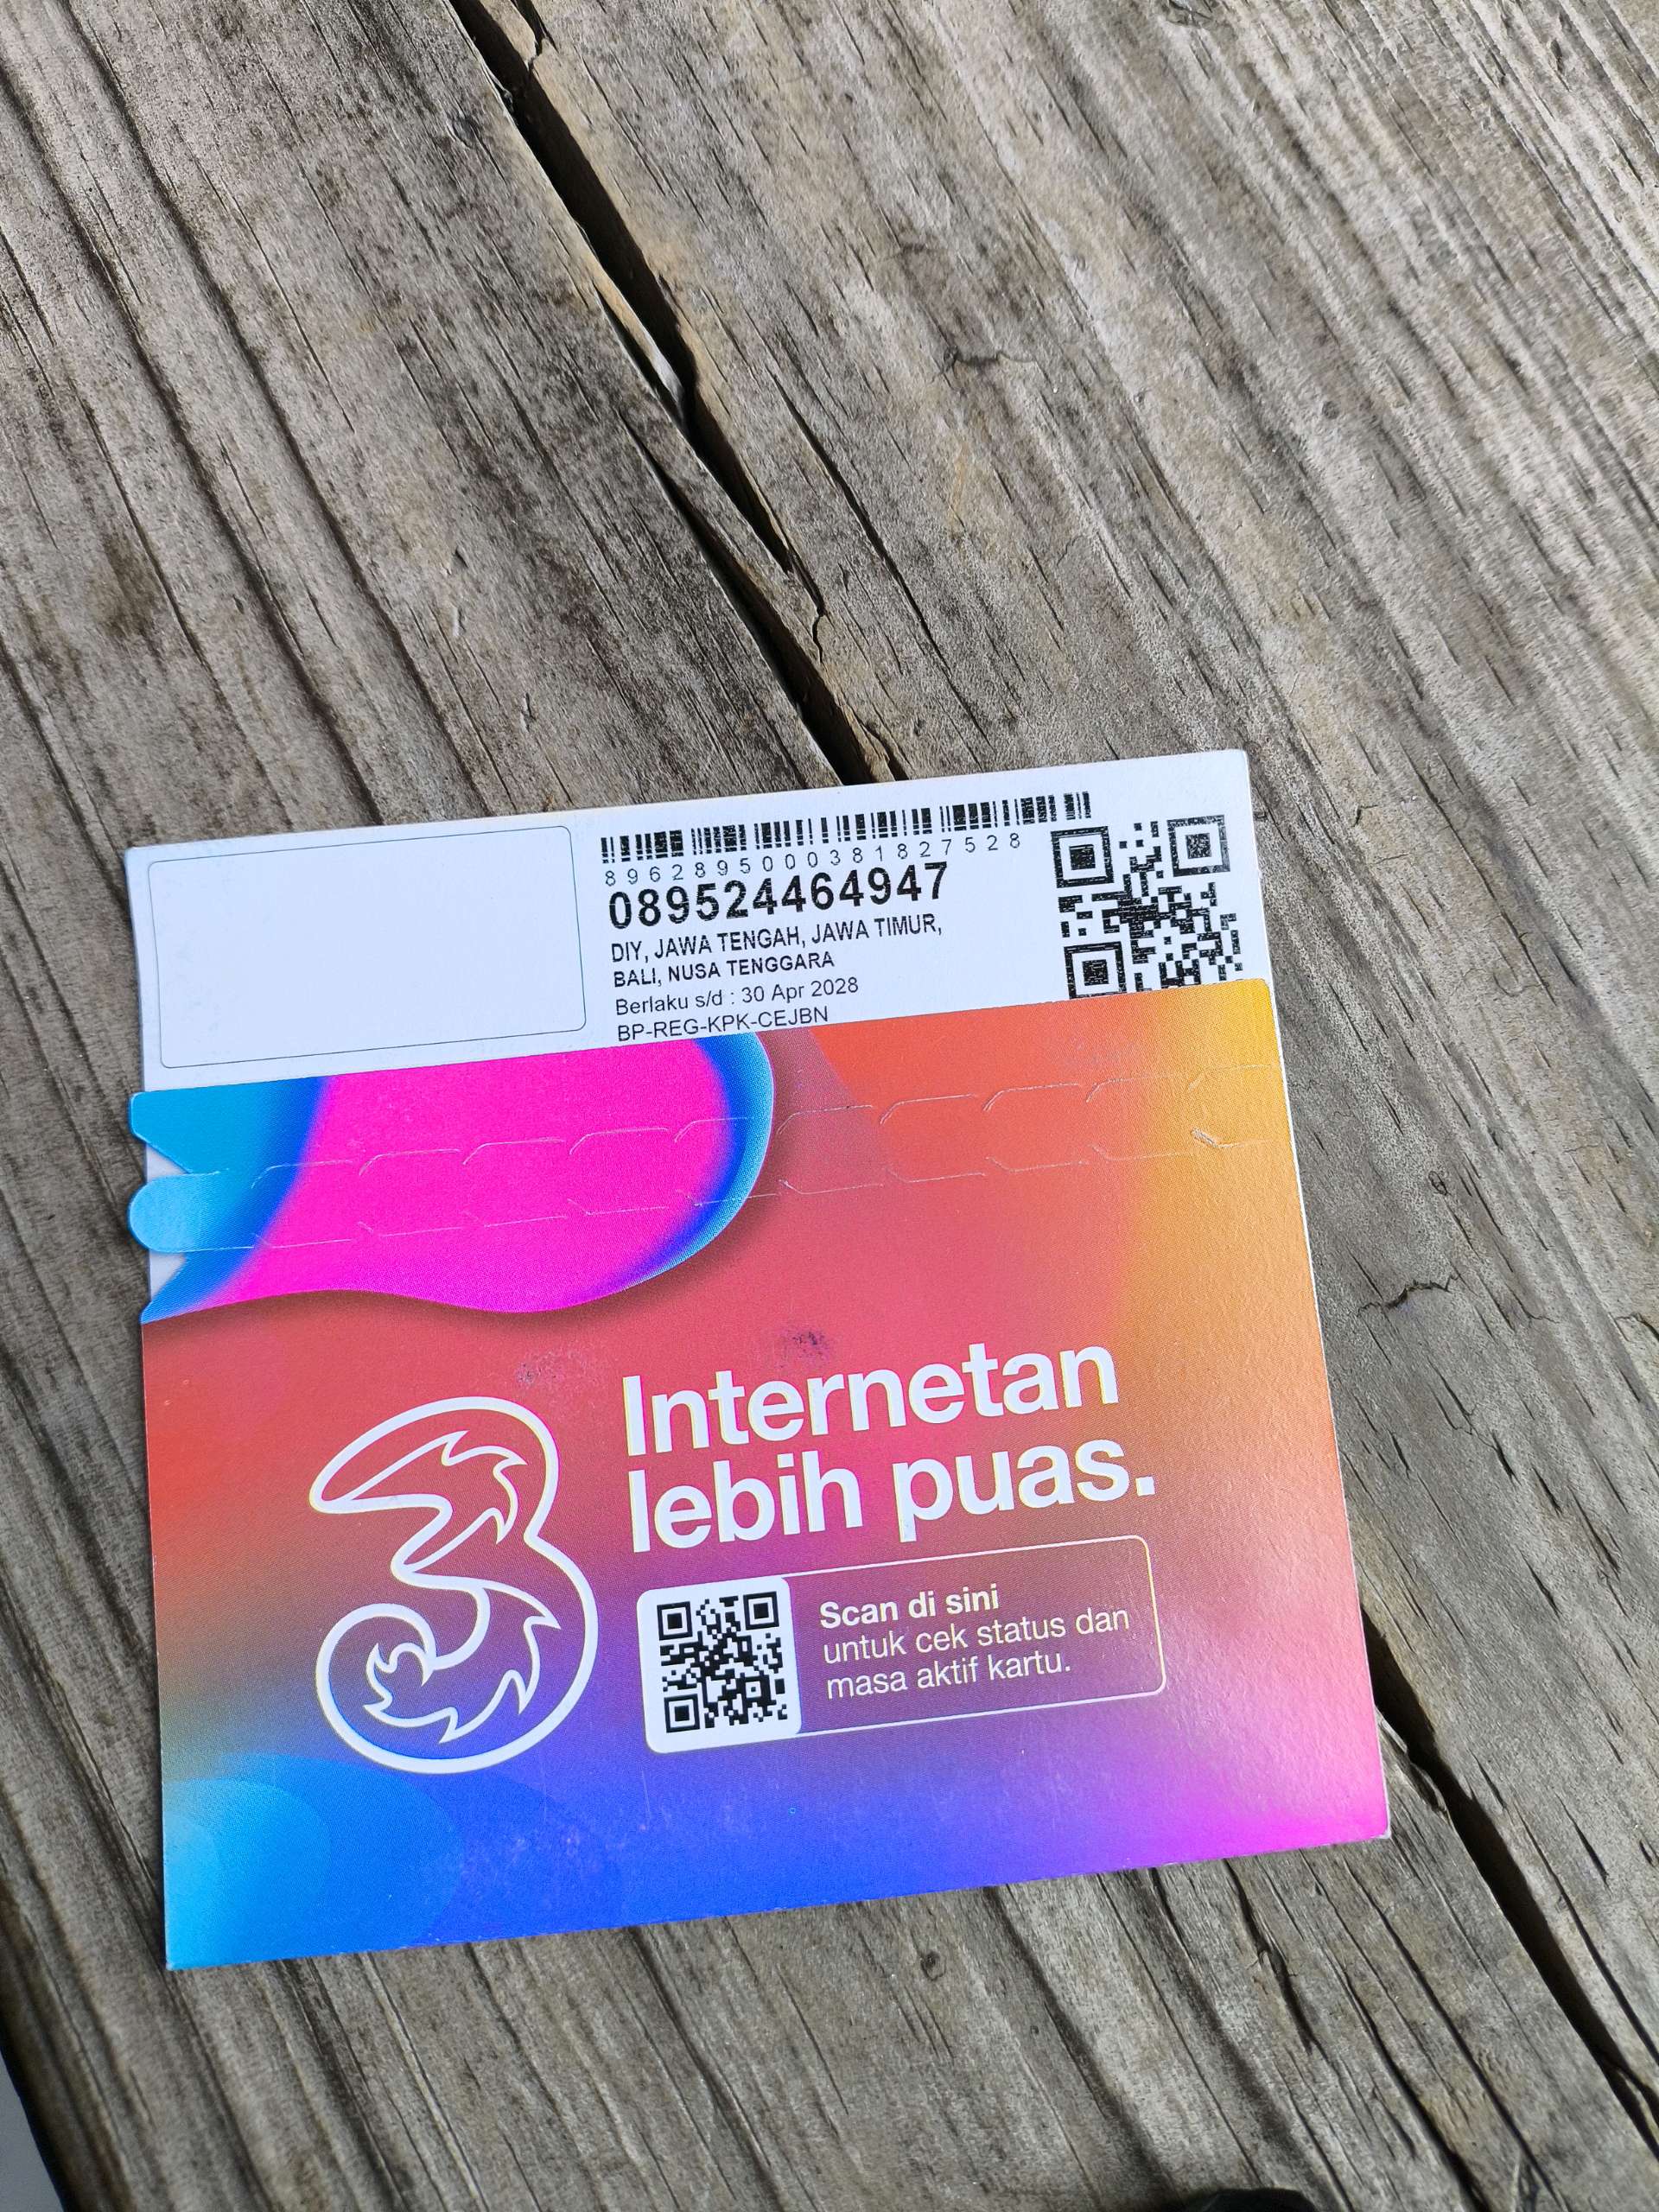 8962895000381827528
089524464947
DIY, JAWA TENGAH, JAWA TIMUR,
BALI, NUSA TENGGARA
Berlaku s/d : 30 Apr 2028
BP-REG-KPK-CEJBN
3
Internetan
lebih puas.
Scan di sini
untuk cek status dan
masa aktif kartu.